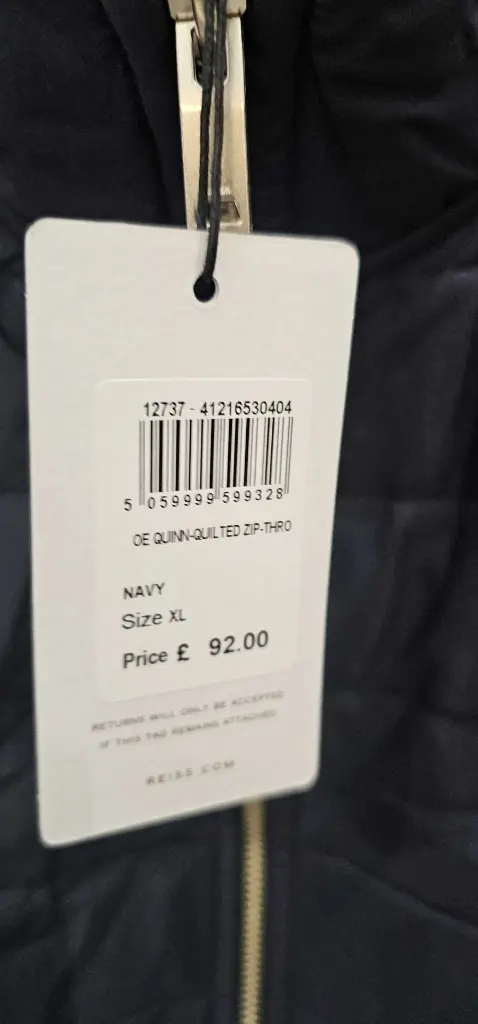 12737 - 41216530404
5 059999 599328
OE QUINN-QUILTED ZIP-THRO
NAVY
Size XL
Price £ 92.00
RETURNS WILL ONLY BE ACCEPTED
IF THIS TAG REMAINS ATTACHED
REISS.COM